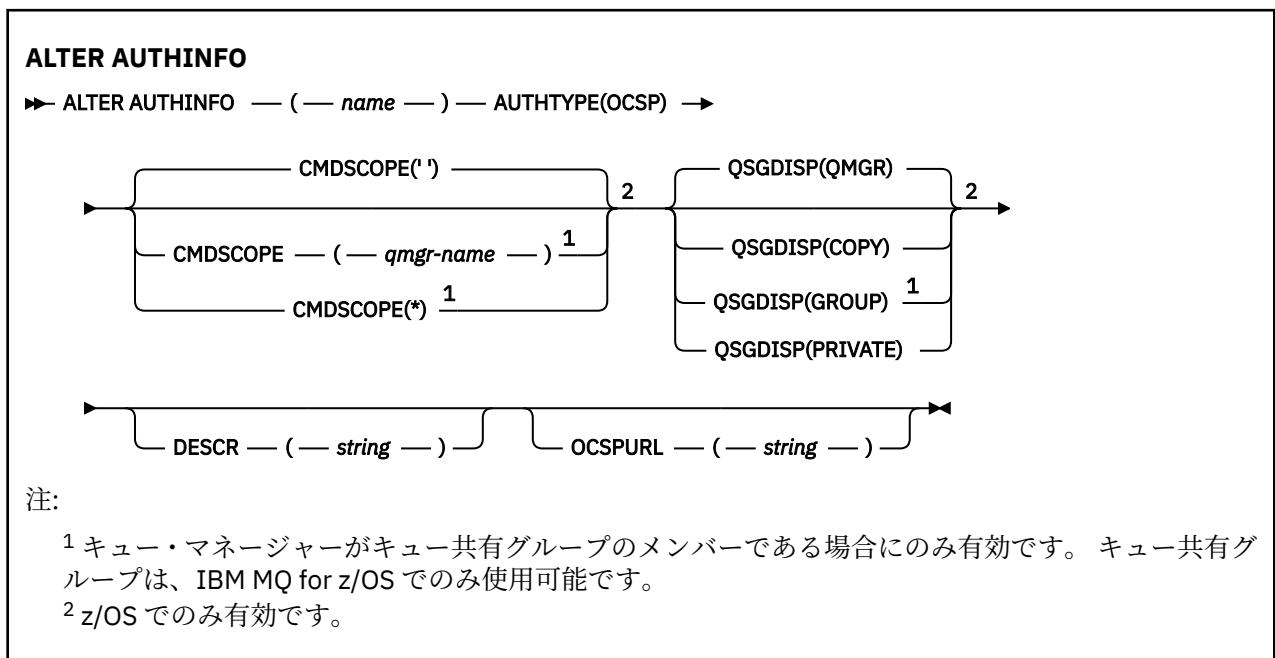 ALTER AUTHINFO
ALTER AUTHINFO ( name ) AUTHTYPE(OCSP)
CMDSCOPE(' ') QSGDISP(QMGR)
2 2
CMDSCOPE ( qmgr-name ) 1 QSGDISP(COPY)
CMDSCOPE(*) 1 QSGDISP(GROUP) 1
QSGDISP(PRIVATE)
DESCR ( string ) OCSPURL ( string )
注:
1 キュー・マネージャーがキュー共有グループのメンバーである場合にのみ有効です。 キュー共有グ
ループは、IBM MQ for z/OS でのみ使用可能です。
2 z/OS でのみ有効です。